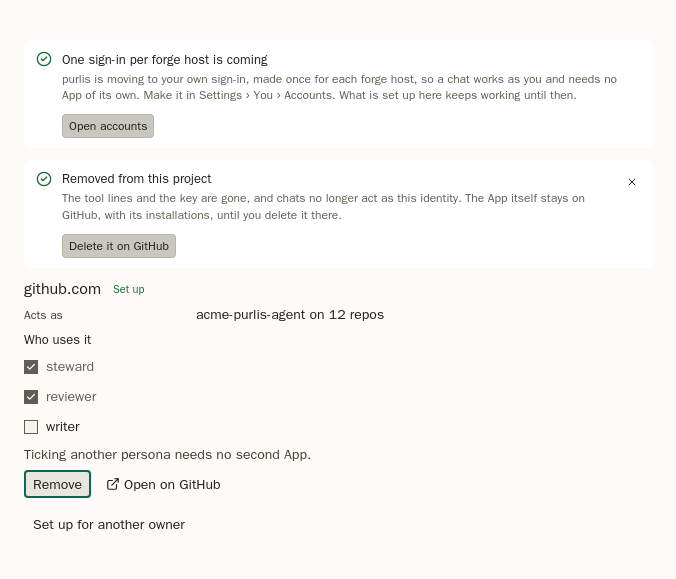 One sign-in per forge host is coming
purlis is moving to your own sign-in, made once for each forge host, so a chat works as you and needs no
App of its own. Make it in Settings › You › Accounts. What is set up here keeps working until then.
Open accounts
Removed from this project
The tool lines and the key are gone, and chats no longer act as this identity. The App itself stays on
GitHub, with its installations, until you delete it there.
Delete it on GitHub
github.com Set up
Acts as acme-purlis-agent on 12 repos
Who uses it
steward
reviewer
writer
Ticking another persona needs no second App.
Remove Open on GitHub
Set up for another owner